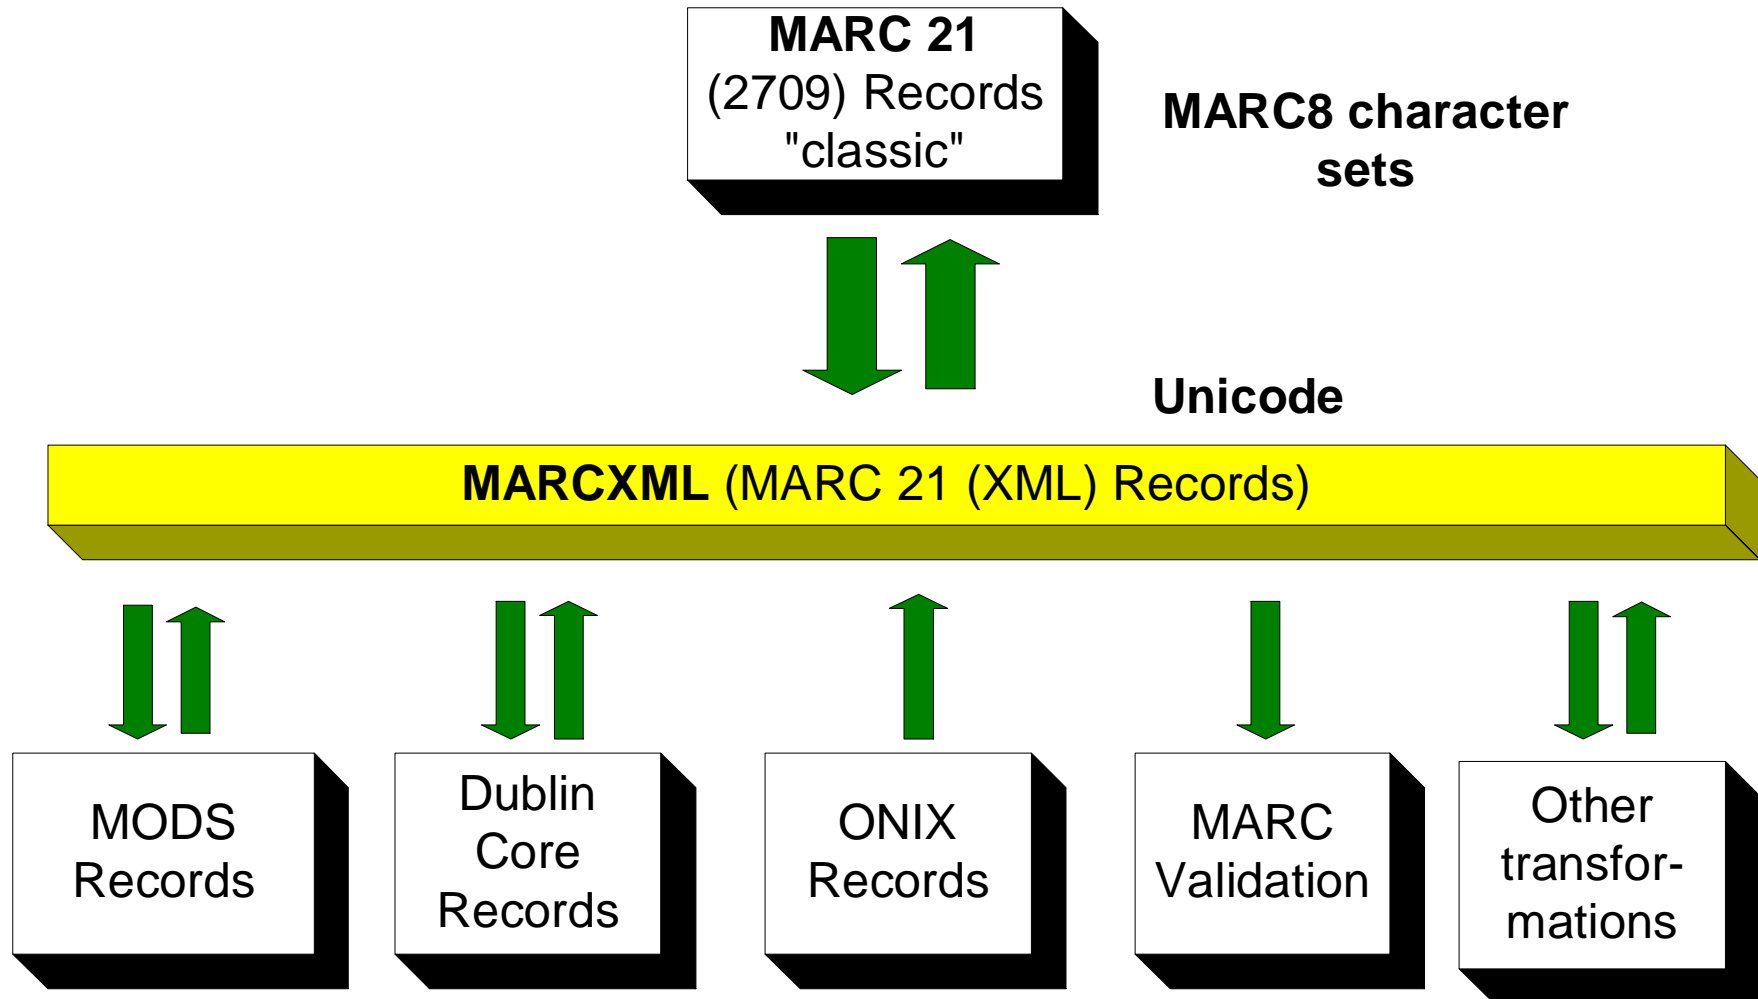 MARC 21
(2709) Records
"classic"
MARC8 character
sets
Unicode
MARCXML (MARC 21 (XML) Records)
MODS
Records
Dublin
Core
Records
ONIX
Records
MARC
Validation
Other
transfor-
mations